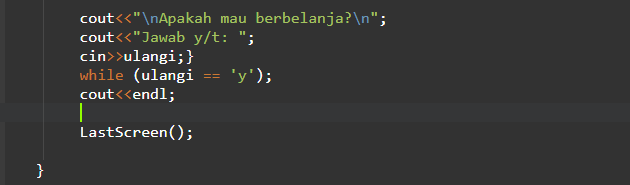 cout<<"\nApakah mau berbelanja?\n";
cout<<"Jawab y/t: ";
cin>>ulangi;}
while (ulangi == 'y');
cout<<endl;
LastScreen();
}